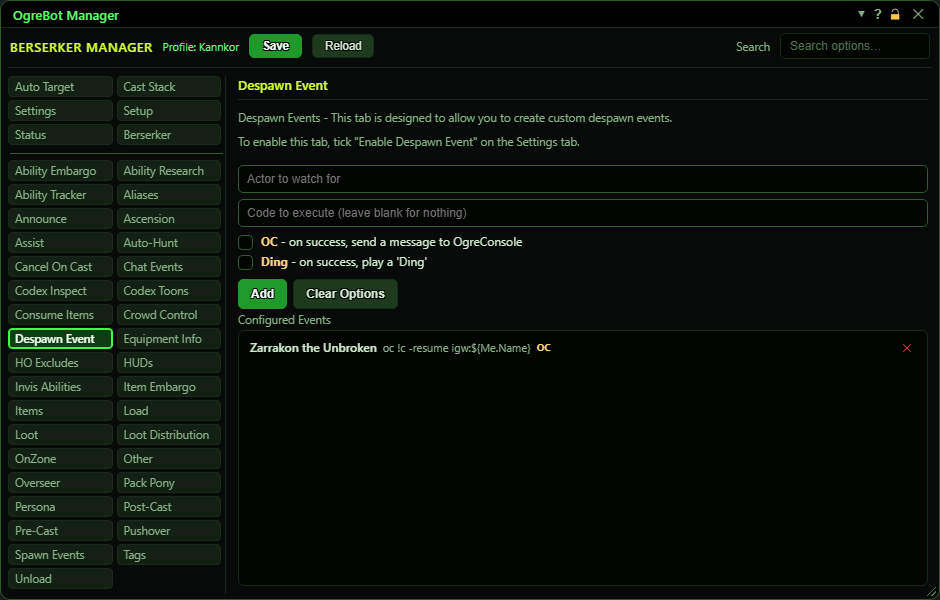 OgreBot Manager
▼ ? 🔓 ✕
BERSERKER MANAGER Profile: Kannkor Save Reload Search Search options...
Auto Target Cast Stack
Settings Setup
Status Berserker
Ability Embargo Ability Research
Ability Tracker Aliases
Announce Ascension
Assist Auto-Hunt
Cancel On Cast Chat Events
Codex Inspect Codex Toons
Consume Items Crowd Control
Despawn Event Equipment Info
HO Excludes HUDs
Invis Abilities Item Embargo
Items Load
Loot Loot Distribution
OnZone Other
Overseer Pack Pony
Persona Post-Cast
Pre-Cast Pushover
Spawn Events Tags
Unload
Despawn Event
Despawn Events - This tab is designed to allow you to create custom despawn events.
To enable this tab, tick "Enable Despawn Event" on the Settings tab.
Actor to watch for
Code to execute (leave blank for nothing)
OC - on success, send a message to OgreConsole
Ding - on success, play a 'Ding'
Add Clear Options
Configured Events
Zarrakon the Unbroken oc !c -resume igw:${Me.Name} OC ✕